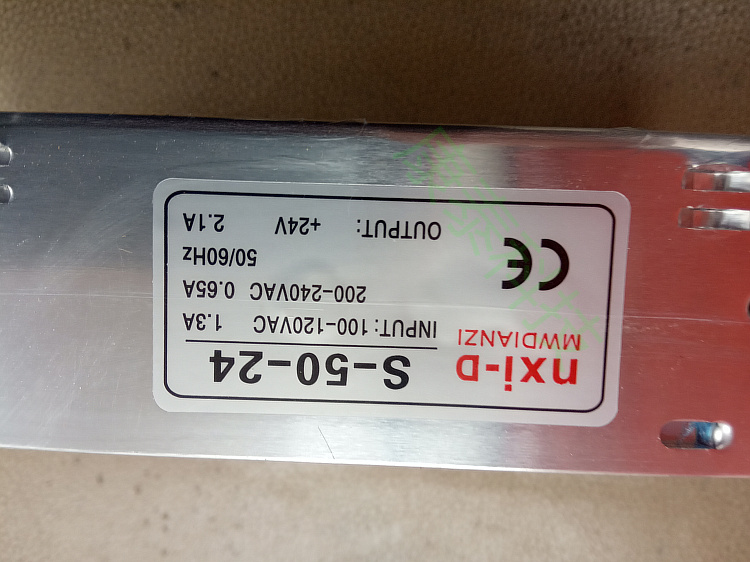 nxi-D
MWDIANZI
S-50-24
INPUT: 100-120VAC 1.3A
200-240VAC 0.65A
50/60Hz
OUTPUT: +24V 2.1A
CE